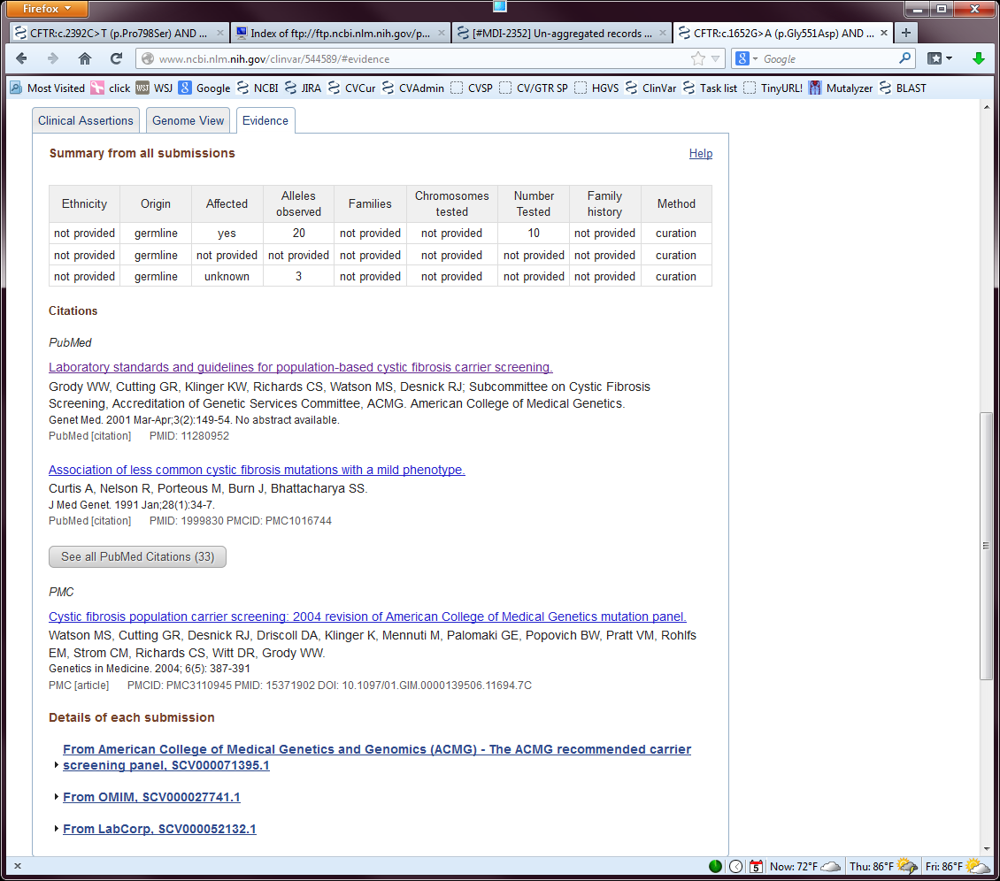 Firefox
CFTR:c.2392C>T (p.Pro798Ser) AND ...
Index of ftp://ftp.ncbi.nlm.nih.gov/p...
[#MDI-2352] Un-aggregated records ...
CFTR:c.1652G>A (p.Gly551Asp) AND ...
www.ncbi.nlm.nih.gov/clinvar/544589/#evidence
Google
Most Visited click WSJ Google NCBI JIRA CVCur CVAdmin CVSP CV/GTR SP HGVS ClinVar Task list TinyURL! Mutalyzer BLAST
Clinical Assertions Genome View Evidence
Summary from all submissions Help
Ethnicity Origin Affected Alleles observed Families Chromosomes tested Number Tested Family history Method
not provided germline yes 20 not provided not provided 10 not provided curation
not provided germline not provided not provided not provided not provided not provided not provided curation
not provided germline unknown 3 not provided not provided not provided not provided curation
Citations
PubMed
Laboratory standards and guidelines for population-based cystic fibrosis carrier screening.
Grody WW, Cutting GR, Klinger KW, Richards CS, Watson MS, Desnick RJ; Subcommittee on Cystic Fibrosis
Screening, Accreditation of Genetic Services Committee, ACMG. American College of Medical Genetics.
Genet Med. 2001 Mar-Apr;3(2):149-54. No abstract available.
PubMed [citation] PMID: 11280952
Association of less common cystic fibrosis mutations with a mild phenotype.
Curtis A, Nelson R, Porteous M, Burn J, Bhattacharya SS.
J Med Genet. 1991 Jan;28(1):34-7.
PubMed [citation] PMID: 1999830 PMCID: PMC1016744
See all PubMed Citations (33)
PMC
Cystic fibrosis population carrier screening: 2004 revision of American College of Medical Genetics mutation panel.
Watson MS, Cutting GR, Desnick RJ, Driscoll DA, Klinger K, Mennuti M, Palomaki GE, Popovich BW, Pratt VM, Rohlfs
EM, Strom CM, Richards CS, Witt DR, Grody WW.
Genetics in Medicine. 2004; 6(5): 387-391
PMC [article] PMCID: PMC3110945 PMID: 15371902 DOI: 10.1097/01.GIM.0000139506.11694.7C
Details of each submission
From American College of Medical Genetics and Genomics (ACMG) - The ACMG recommended carrier
screening panel, SCV000071395.1
From OMIM, SCV000027741.1
From LabCorp, SCV000052132.1
5 Now: 72°F Thu: 86°F Fri: 86°F